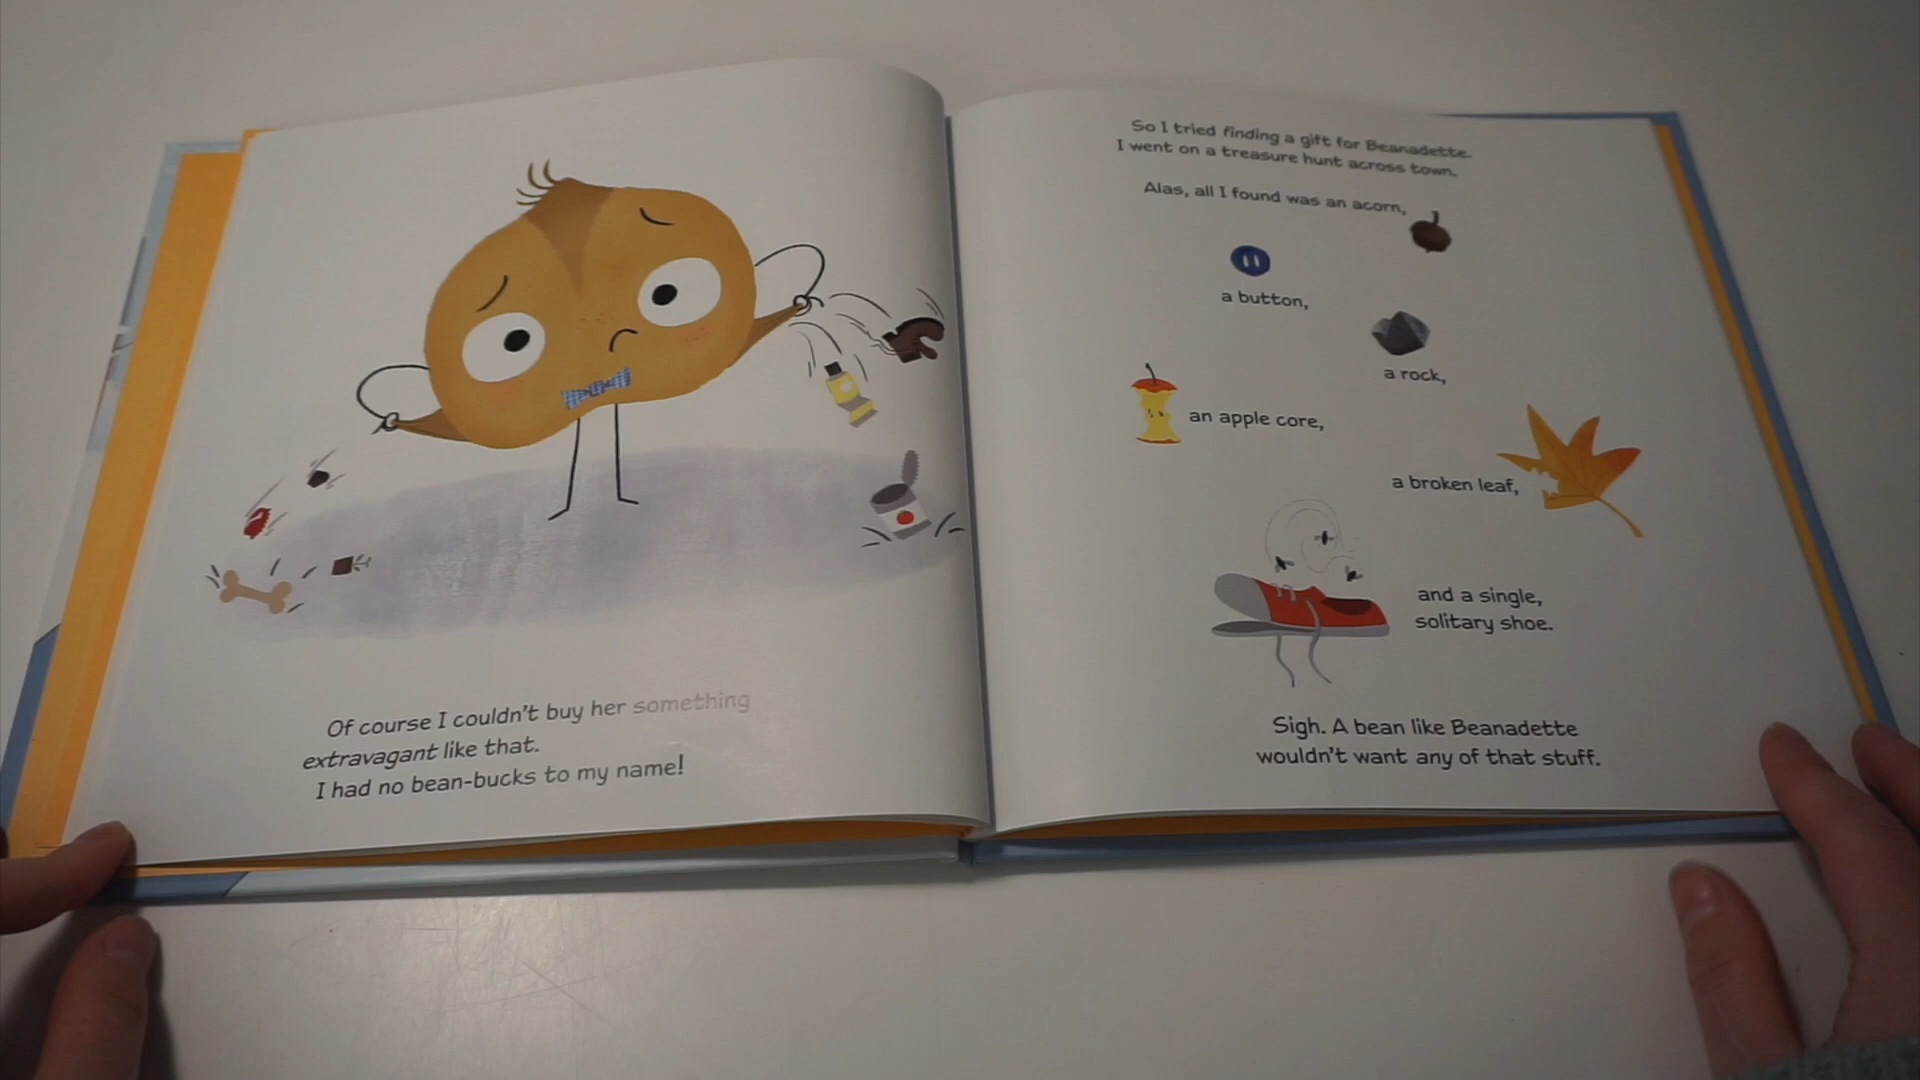 Of course I couldn't buy her something
extravagant like that.
I had no bean-bucks to my name!
So I tried finding a gift for Beanadette.
I went on a treasure hunt across town.
Alas, all I found was an acorn,
a button,
a rock,
an apple core,
a broken leaf,
and a single,
solitary shoe.
Sigh. A bean like Beanadette
wouldn't want any of that stuff.